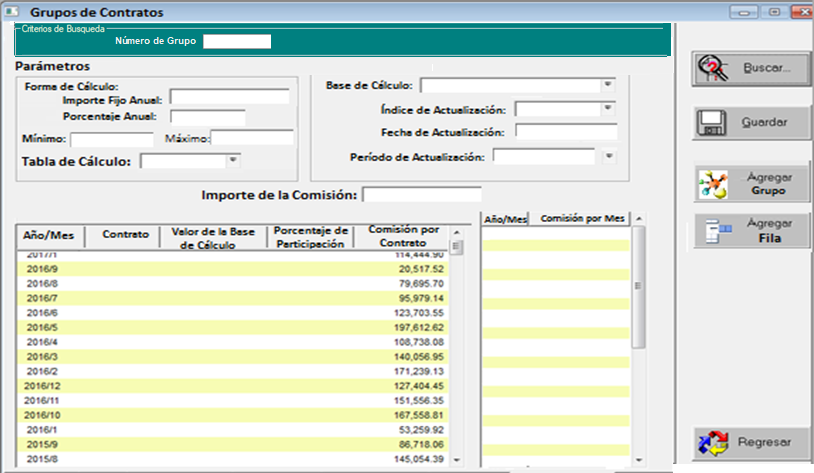 Grupos de Contratos
Criterios de Busqueda
Número de Grupo
Parámetros
Forma de Cálculo:
Importe Fijo Anual:
Porcentaje Anual:
Mínimo:
Máximo:
Tabla de Cálculo:
Base de Cálculo:
Índice de Actualización:
Fecha de Actualización:
Período de Actualización:
Importe de la Comisión:
Año/Mes Contrato Valor de la Base de Cálculo Porcentaje de Participación Comisión por Contrato
2017/1 114,444.90
2016/9 20,517.52
2016/8 79,695.70
2016/7 95,979.14
2016/6 123,703.55
2016/5 197,612.62
2016/4 108,738.08
2016/3 140,056.95
2016/2 171,239.13
2016/12 127,404.45
2016/11 151,556.35
2016/10 167,558.81
2016/1 53,259.92
2015/9 86,718.06
2015/8 145,054.39
Año/Mes Comisión por Mes
Buscar...
Guardar
Agregar
Grupo
Agregar
Fila
Regresar